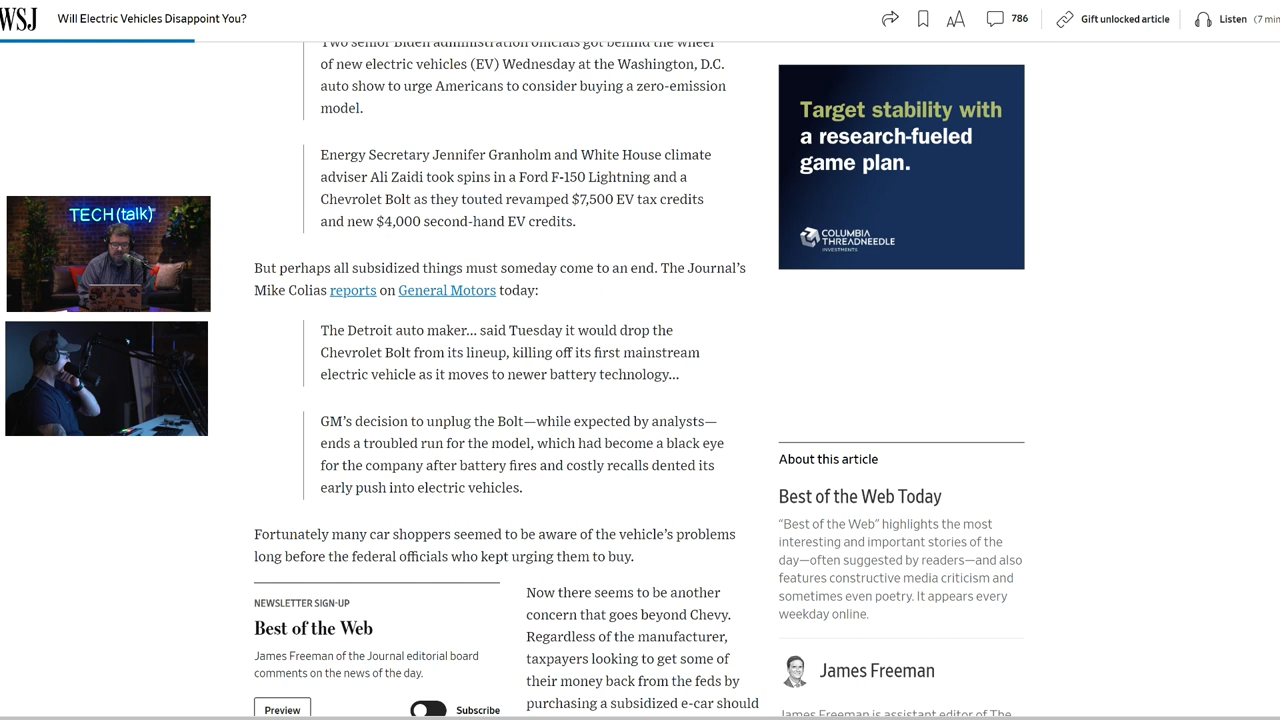 WSJ
Will Electric Vehicles Disappoint You?
786
Gift unlocked article
Listen (7 min
Two senior Biden administration officials got behind the wheel
of new electric vehicles (EV) Wednesday at the Washington, D.C.
auto show to urge Americans to consider buying a zero-emission
model.
Energy Secretary Jennifer Granholm and White House climate
adviser Ali Zaidi took spins in a Ford F-150 Lightning and a
Chevrolet Bolt as they touted revamped $7,500 EV tax credits
and new $4,000 second-hand EV credits.
But perhaps all subsidized things must someday come to an end. The Journal’s
Mike Colias reports on General Motors today:
The Detroit auto maker... said Tuesday it would drop the
Chevrolet Bolt from its lineup, killing off its first mainstream
electric vehicle as it moves to newer battery technology...
GM’s decision to unplug the Bolt—while expected by analysts—
ends a troubled run for the model, which had become a black eye
for the company after battery fires and costly recalls dented its
early push into electric vehicles.
Fortunately many car shoppers seemed to be aware of the vehicle’s problems
long before the federal officials who kept urging them to buy.
NEWSLETTER SIGN-UP
Best of the Web
James Freeman of the Journal editorial board
comments on the news of the day.
Preview
Subscribe
Now there seems to be another
concern that goes beyond Chevy.
Regardless of the manufacturer,
taxpayers looking to get some of
their money back from the feds by
purchasing a subsidized e-car should
Target stability with
a research-fueled
game plan.
COLUMBIA
THREADNEEDLE
INVESTMENTS
About this article
Best of the Web Today
“Best of the Web” highlights the most
interesting and important stories of the
day—often suggested by readers—and also
features constructive media criticism and
sometimes even poetry. It appears every
weekday online.
James Freeman
James Freeman is assistant editor of The
TECH(talk)